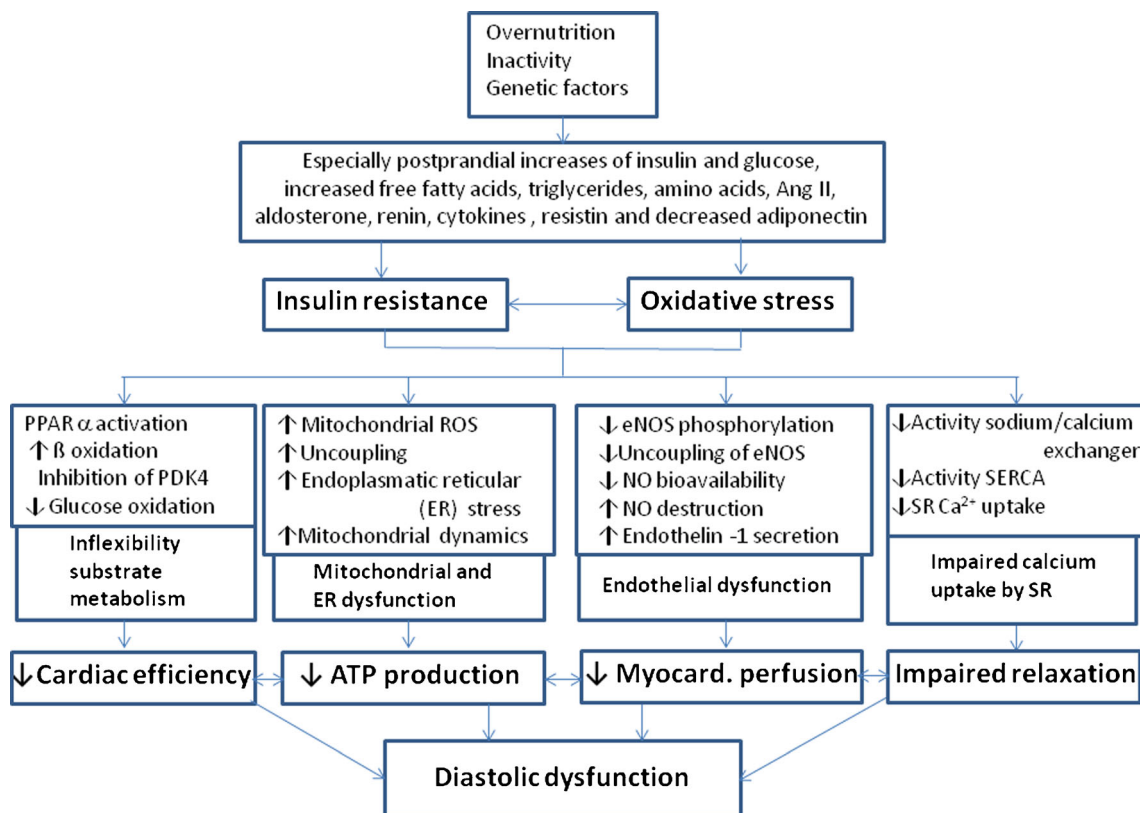 Overnutrition
Inactivity
Genetic factors
Especially postprandial increases of insulin and glucose,
increased free fatty acids, triglycerides, amino acids, Ang II,
aldosterone, renin, cytokines , resistin and decreased adiponectin
Insulin resistance
Oxidative stress
PPAR α activation
↑ ß oxidation
Inhibition of PDK4
↓ Glucose oxidation
Inflexibility
substrate
metabolism
↑ Mitochondrial ROS
↑ Uncoupling
↑ Endoplasmatic reticular
(ER) stress
↑ Mitochondrial dynamics
Mitochondrial and
ER dysfunction
↓ eNOS phosphorylation
↓ Uncoupling of eNOS
↓ NO bioavailability
↑ NO destruction
↑ Endothelin -1 secretion
Endothelial dysfunction
↓ Activity sodium/calcium
exchanger
↓ Activity SERCA
↓ SR Ca²⁺ uptake
Impaired calcium
uptake by SR
↓ Cardiac efficiency
↓ ATP production
↓ Myocard. perfusion
Impaired relaxation
Diastolic dysfunction